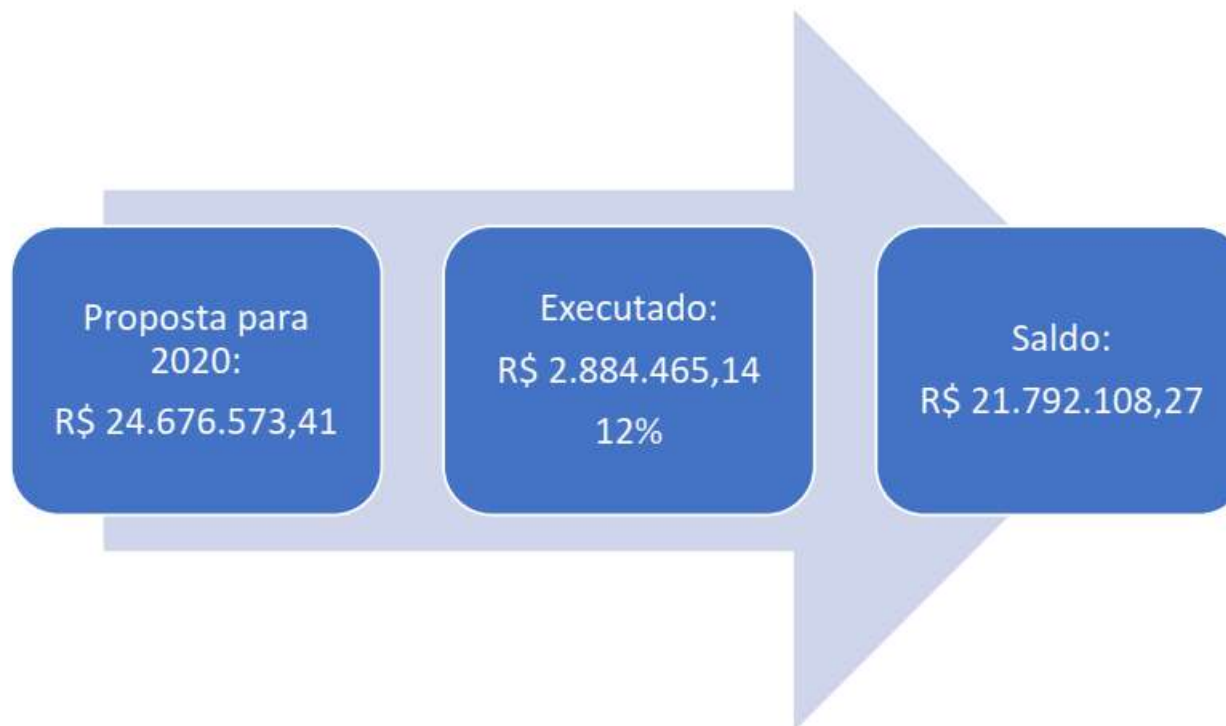 Proposta para
2020:
R$ 24.676.573,41
Executado:
R$ 2.884.465,14
12%
Saldo:
R$ 21.792.108,27